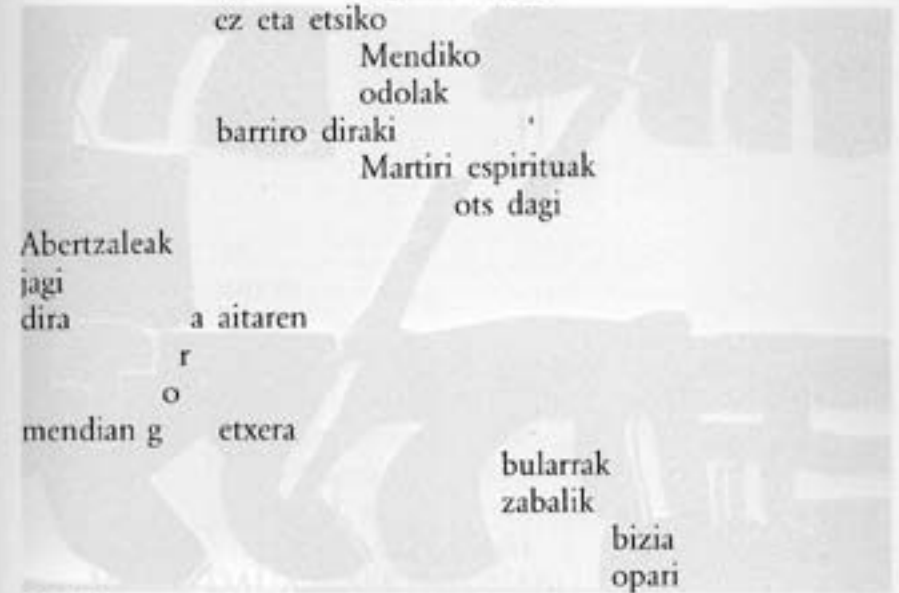 ez eta etsiko
Mendiko
odolak
barriro diraki
Martiri espirituak
ots dagi
Abertzaleak
jagi
dira a aitaren
r
o
mendian g etxera
bularrak
zabalik
bizia
opari